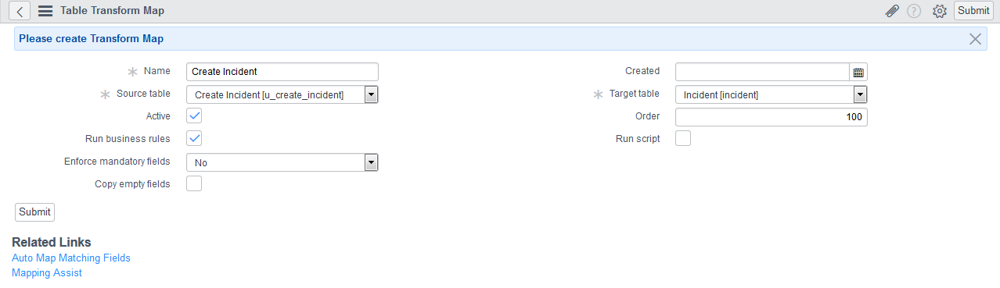 Table Transform Map
? Submit
Please create Transform Map
Name Create Incident Created
Source table Create Incident [u_create_incident] Target table Incident [incident]
Active Order 100
Run business rules Run script
Enforce mandatory fields No
Copy empty fields
Submit
Related Links
Auto Map Matching Fields
Mapping Assist